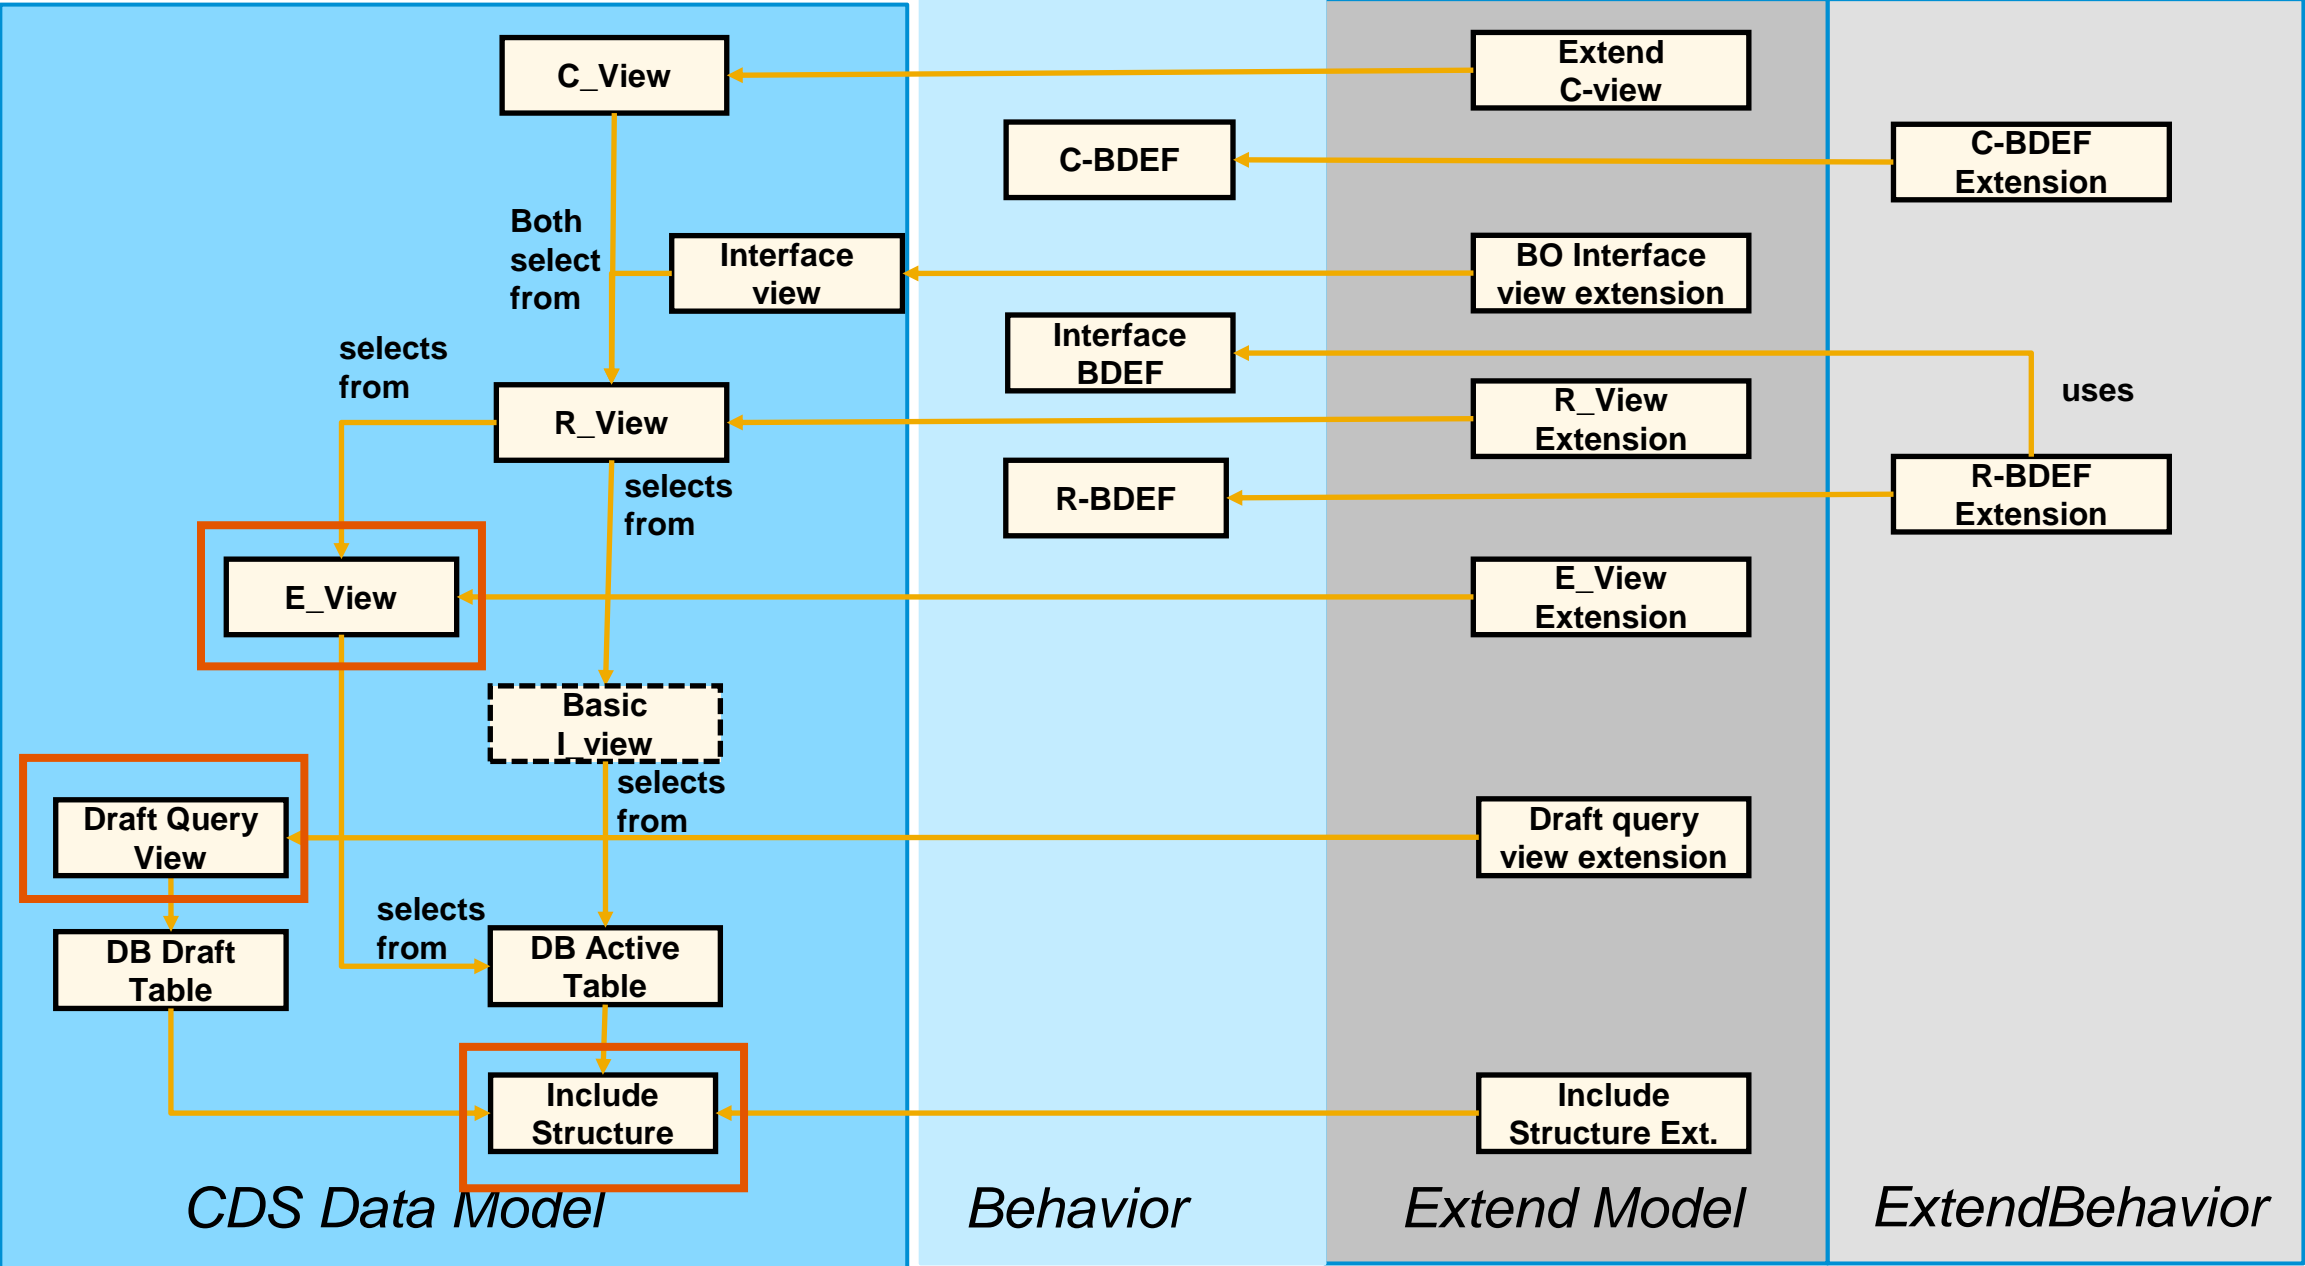 C_View
Extend
C-view
C-BDEF
C-BDEF
Extension
Both
select
from
Interface
view
BO Interface
view extension
selects
from
Interface
BDEF
uses
R_View
R_View
Extension
selects
from
R-BDEF
R-BDEF
Extension
E_View
E_View
Extension
Basic
I_view
selects
from
Draft Query
View
Draft query
view extension
selects
from
DB Draft
Table
DB Active
Table
Include
Structure
Include
Structure Ext.
CDS Data Model
Behavior
Extend Model
ExtendBehavior